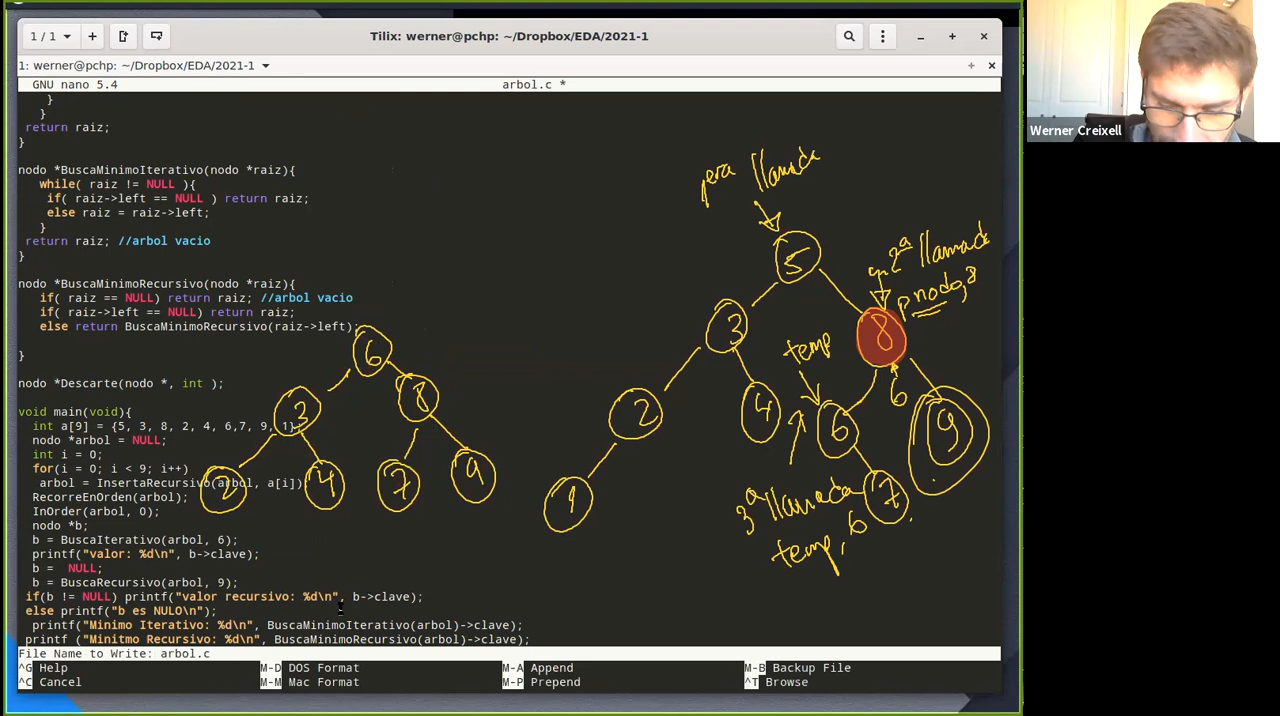 1 / 1
Tilix: werner@pchp: ~/Dropbox/EDA/2021-1
1: werner@pchp: ~/Dropbox/EDA/2021-1
GNU nano 5.4 arbol.c *
}
}
return raiz;
}
nodo *BuscaMinimoIterativo(nodo *raiz){
while( raiz != NULL ){
if( raiz->left == NULL ) return raiz;
else raiz = raiz->left;
}
return raiz; //arbol vacio
}
nodo *BuscaMinimoRecursivo(nodo *raiz){
if( raiz == NULL) return raiz; //arbol vacio
if( raiz->left == NULL) return raiz;
else return BuscaMinimoRecursivo(raiz->left);
}
nodo *Descarte(nodo *, int );
void main(void){
int a[9] = {5, 3, 8, 2, 4, 6,7, 9, 1};
nodo *arbol = NULL;
int i = 0;
for(i = 0; i < 9; i++)
arbol = InsertaRecursivo(arbol, a[i]);
RecorreEnOrden(arbol);
InOrder(arbol, 0);
nodo *b;
b = BuscaIterativo(arbol, 6);
printf("valor: %d\n", b->clave);
b = NULL;
b = BuscaRecursivo(arbol, 9);
if(b != NULL) printf("valor recursivo: %d\n", b->clave);
else printf("b es NULO\n");
printf("Minimo Iterativo: %d\n", BuscaMinimoIterativo(arbol)->clave);
printf ("Minitmo Recursivo: %d\n", BuscaMinimoRecursivo(arbol)->clave);
File Name to Write: arbol.c
^G Help M-D DOS Format M-A Append M-B Backup File
^C Cancel M-M Mac Format M-P Prepend ^T Browse
6
3 8
2 4 7 9
1era llamada
5
2ª llamada
pnodo, 8
3 8
temp
6
2 4 6 9
1 7
3ª llamada
temp, 6
Werner Creixell